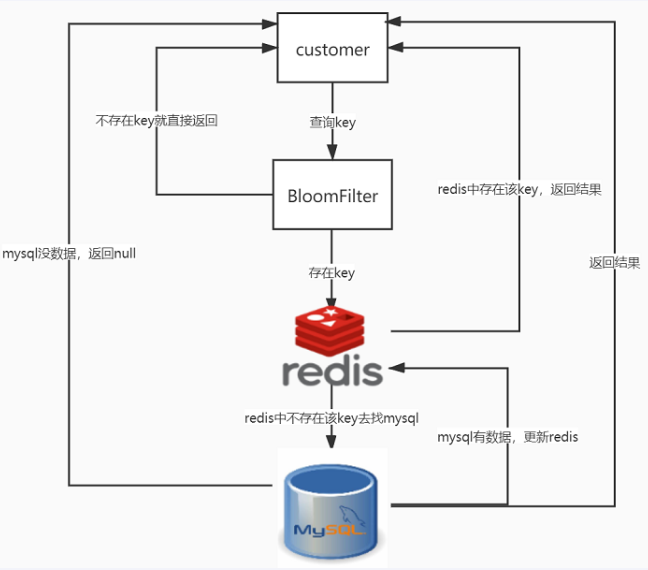 customer
不存在key就直接返回
查询key
BloomFilter
redis中存在该key，返回结果
mysql没数据，返回null
存在key
返回结果
redis
redis中不存在该key去找mysql
mysql有数据，更新redis
MySQL